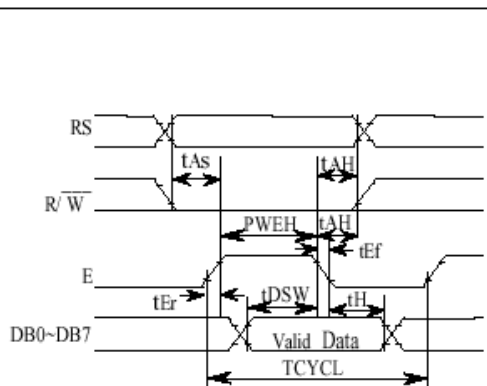 RS
tAs
tAH
R/W
PWEH
tAH
tEf
E
tEr
tDSW
tH
DB0~DB7
Valid Data
TCYCL